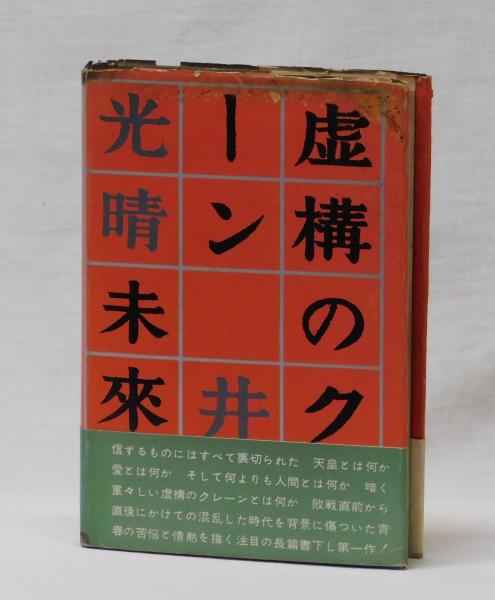 虚構のク
ーン 井
光晴未來
信ずるものにはすべて裏切られた　天皇とは何か
愛とは何か　そして何よりも人間とは何か　暗く
重々しい虚構のクレーンとは何か　敗戦直前から
直後にかけての混乱した時代を背景に傷ついた青
春の苦悩と情熱を描く注目の長篇書下し第一作！